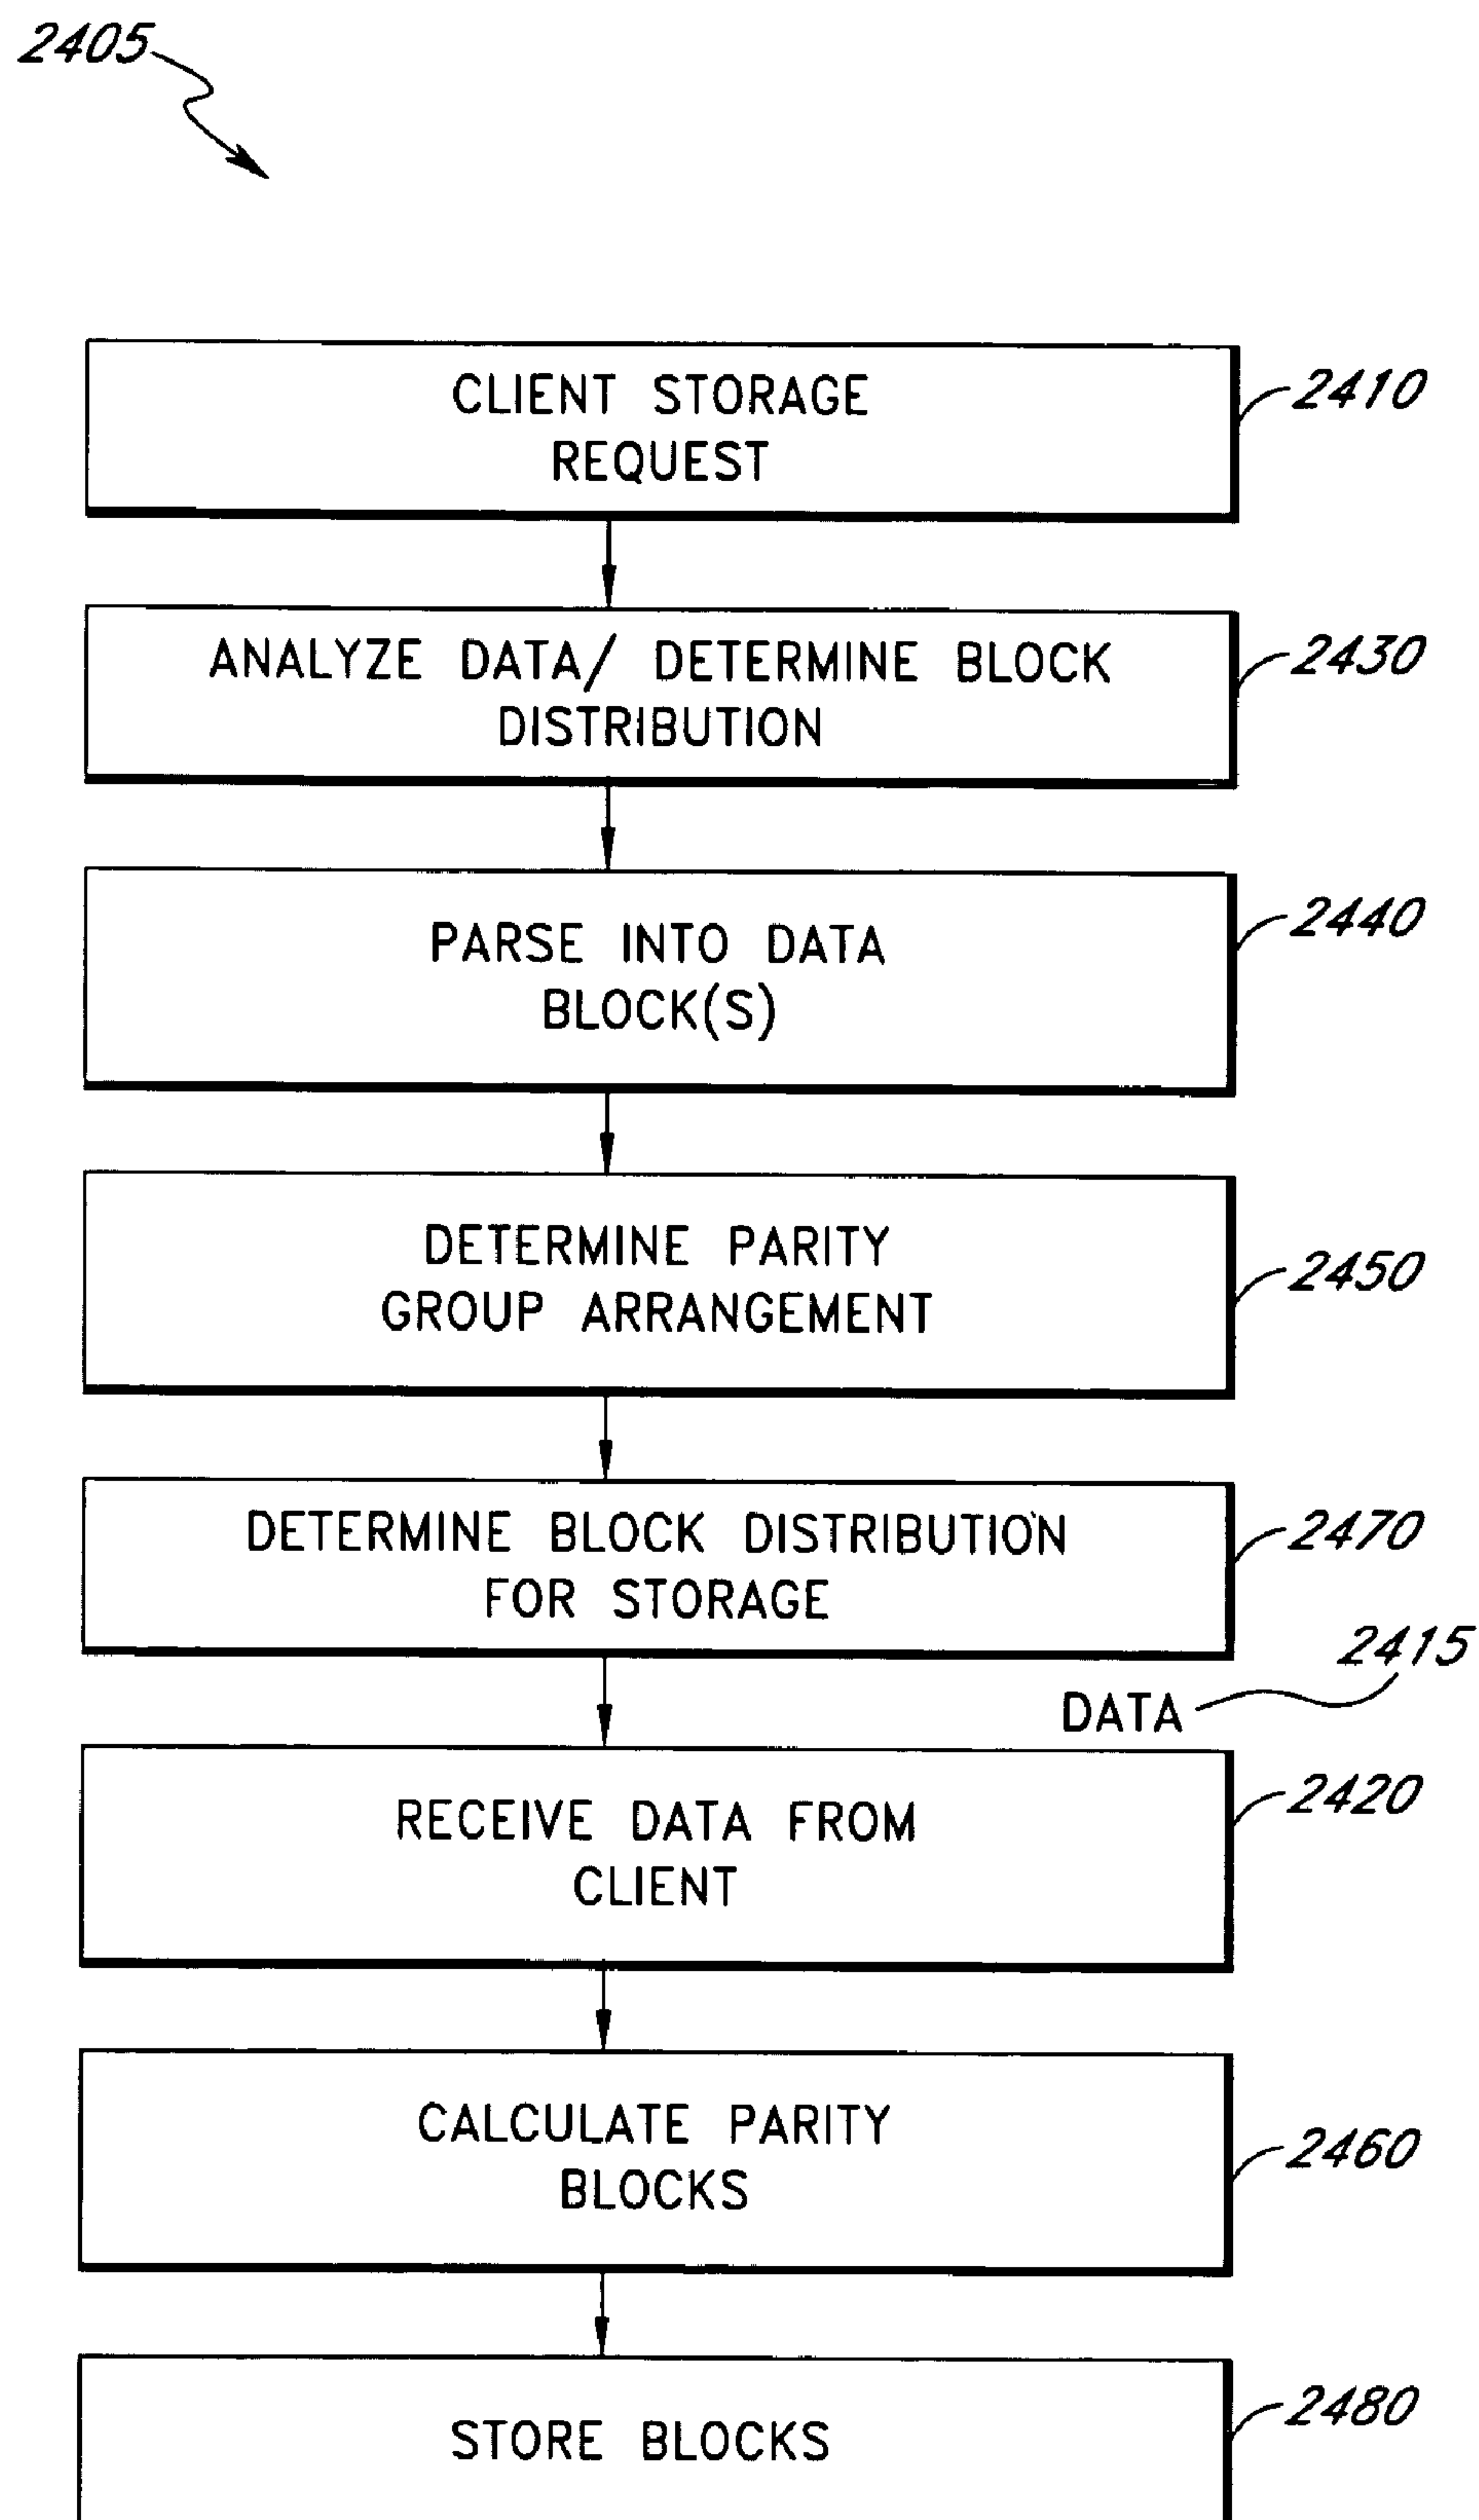 2405
CLIENT STORAGE
REQUEST
2410
ANALYZE DATA/ DETERMINE BLOCK
DISTRIBUTION
2430
PARSE INTO DATA
BLOCK(S)
2440
DETERMINE PARITY
GROUP ARRANGEMENT
2450
DETERMINE BLOCK DISTRIBUTION
FOR STORAGE
2470
DATA
2415
RECEIVE DATA FROM
CLIENT
2420
CALCULATE PARITY
BLOCKS
2460
STORE BLOCKS
2480